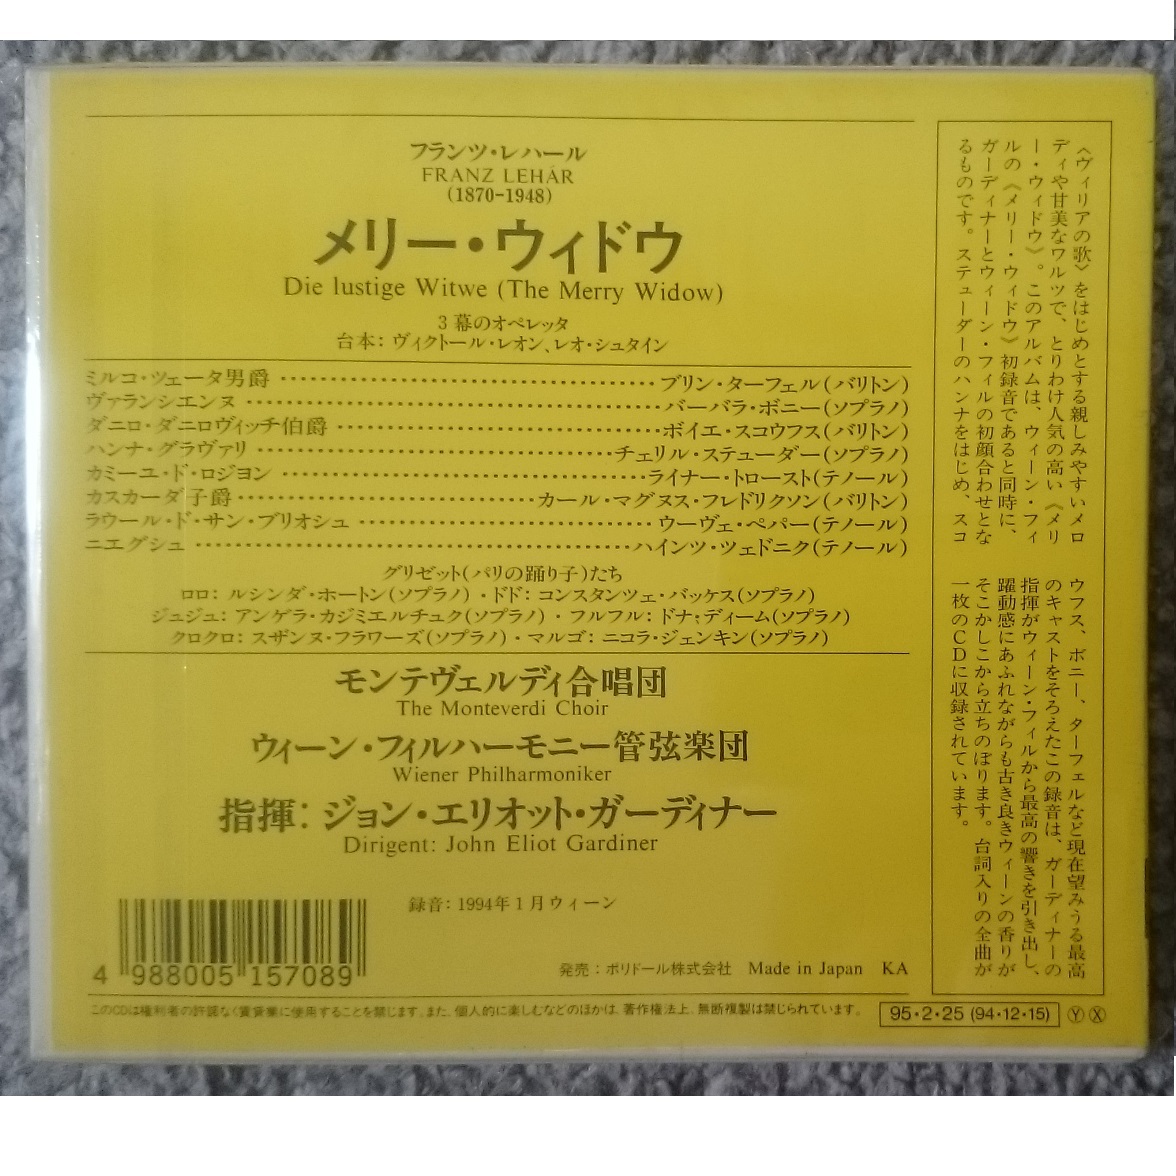 フランツ・レハール
FRANZ LEHÁR
(1870-1948)
メリー・ウィドウ
Die lustige Witwe (The Merry Widow)
3幕のオペレッタ
台本：ヴィクトール・レオン、レオ・シュタイン
ミルコ・ツェータ男爵 ………… ブリン・ターフェル(バリトン)
ヴァランシエンヌ ………… バーバラ・ボニー(ソプラノ)
ダニロ・ダニロヴィッチ伯爵 ………… ボイエ・スコウフス(バリトン)
ハンナ・グラヴァリ ………… チェリル・ステューダー(ソプラノ)
カミーユ・ド・ロジヨン ………… ライナー・トロースト(テノール)
カスカーダ子爵 ………… カール・マグヌス・フレドリクソン(バリトン)
ラウール・ド・サン・ブリオシュ ………… ウーヴェ・ペパー(テノール)
ニエグシュ ………… ハインツ・ツェドニク(テノール)
グリゼット(パリの踊り子)たち
ロロ：ルシンダ・ホートン(ソプラノ)・ドド：コンスタンツェ・バッケス(ソプラノ)
ジュジュ：アンゲラ・カジミエルチュク(ソプラノ)・フルフル：ドナ・ディーム(ソプラノ)
クロクロ：スザンヌ・フラワーズ(ソプラノ)・マルゴ：ニコラ・ジェンキン(ソプラノ)
モンテヴェルディ合唱団
The Monteverdi Choir
ウィーン・フィルハーモニー管弦楽団
Wiener Philharmoniker
指揮：ジョン・エリオット・ガーディナー
Dirigent: John Eliot Gardiner
録音：1994年1月ウィーン
4 988005 157089
発売：ポリドール株式会社 Made in Japan KA
このCDは権利者の許諾なく賃貸業に使用することを禁じます。また、個人的に楽しむなどのほかは、著作権法上、無断複製は禁じられています。
95・2・25 (94・12・15) Ⓨ Ⓧ
《ヴィリアの歌》をはじめとする親しみやすいメロ
ディや甘美なワルツで、とりわけ人気の高い《メリ
ー・ウィドウ》。このアルバムは、ウィーン・フィ
ルの《メリー・ウィドウ》初録音であると同時に、
ガーディナーとウィーン・フィルの初顔合わせとな
るものです。ステューダーのハンナをはじめ、スコ
ウフス、ボニー、ターフェルなど現在望みうる最高
のキャストをそろえたこの録音は、ガーディナーの
指揮がウィーン・フィルから最高の響きを引き出し、
躍動感にあふれながらも古き良きウィーンの香りが
そこかしこから立ちのぼります。台詞入りの全曲が
一枚のCDに収録されています。